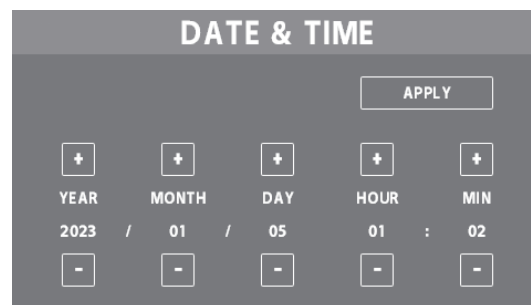 DATE & TIME
APPLY
+ + + + +
YEAR MONTH DAY HOUR MIN
2023 / 01 / 05 01 : 02
- - - - -